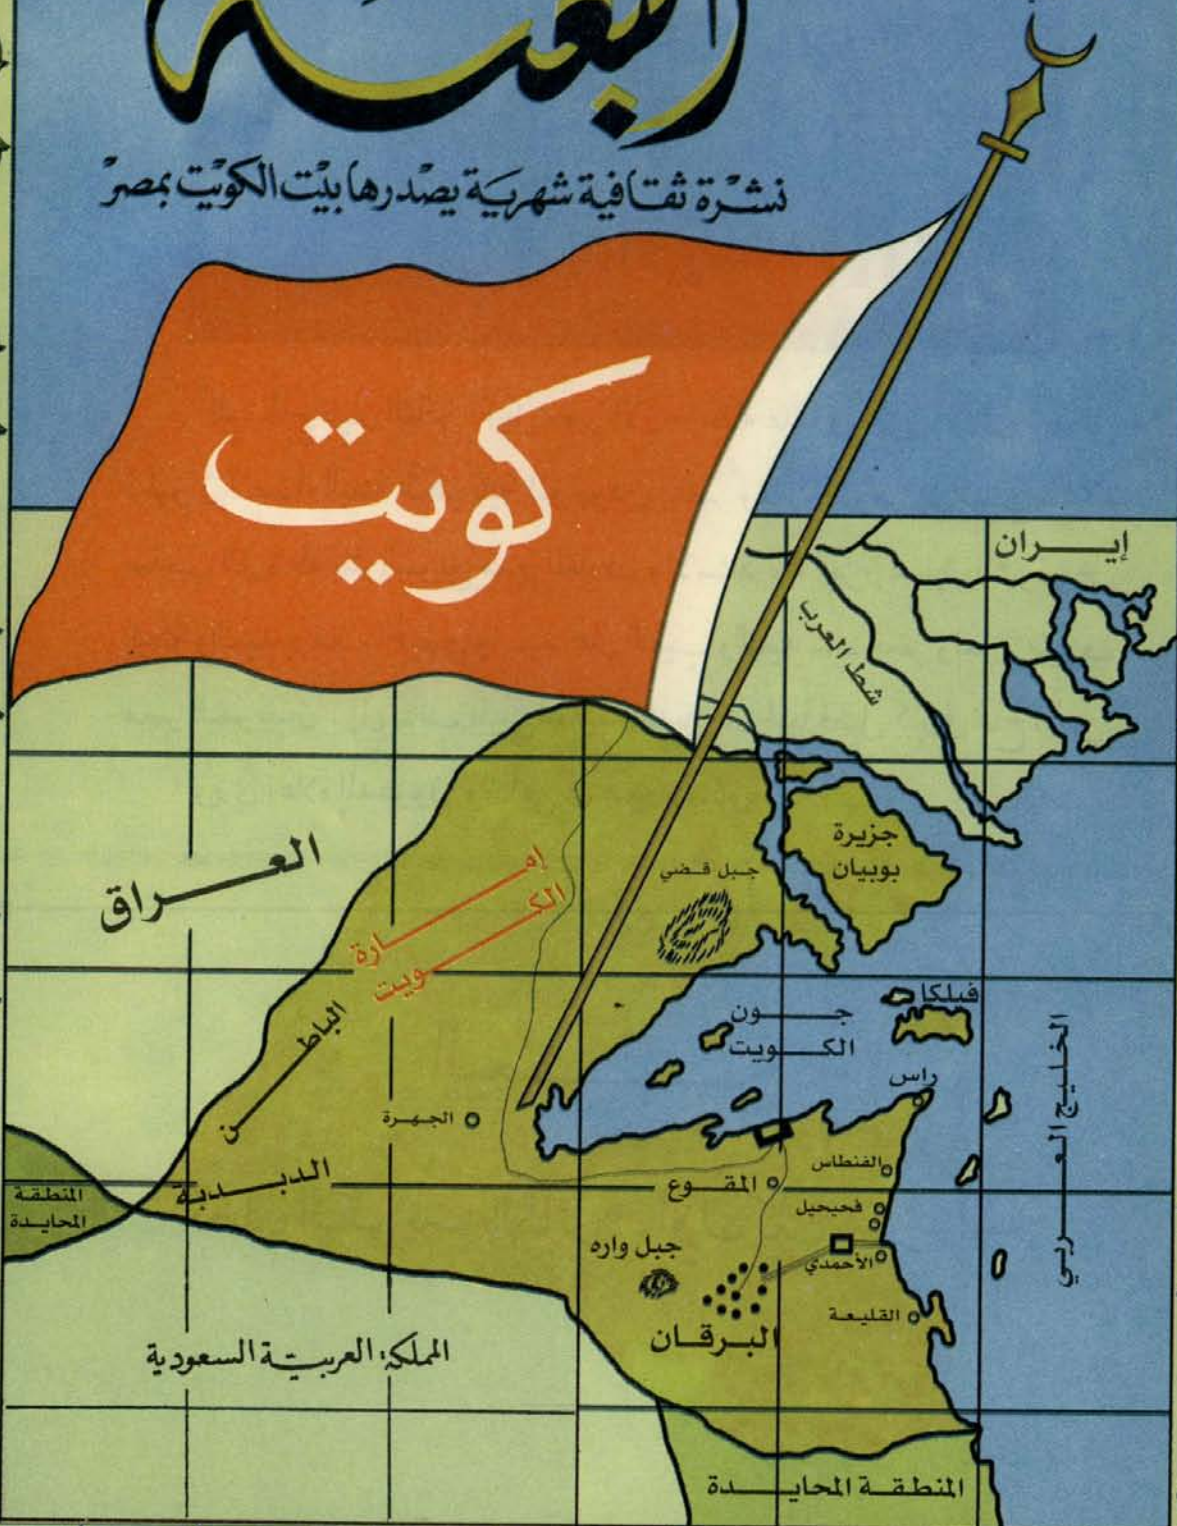 البعثة
نشرة ثقافية شهرية يصدرها بيت الكويت بمصر
كويت
إيران
شط العرب
جزيرة
بوبيان
جبل قضي
العراق
إمارة
الكويت
الباطن
فيلكا
جون
الكويت
راس
الخليج العربي
الجهرة
الفنطاس
المقوع
الدبدبة
المنطقة
المحايدة
فحيحيل
جبل واره
الأحمدي
القليعة
البرقان
المملكة العربية السعودية
المنطقة المحايدة